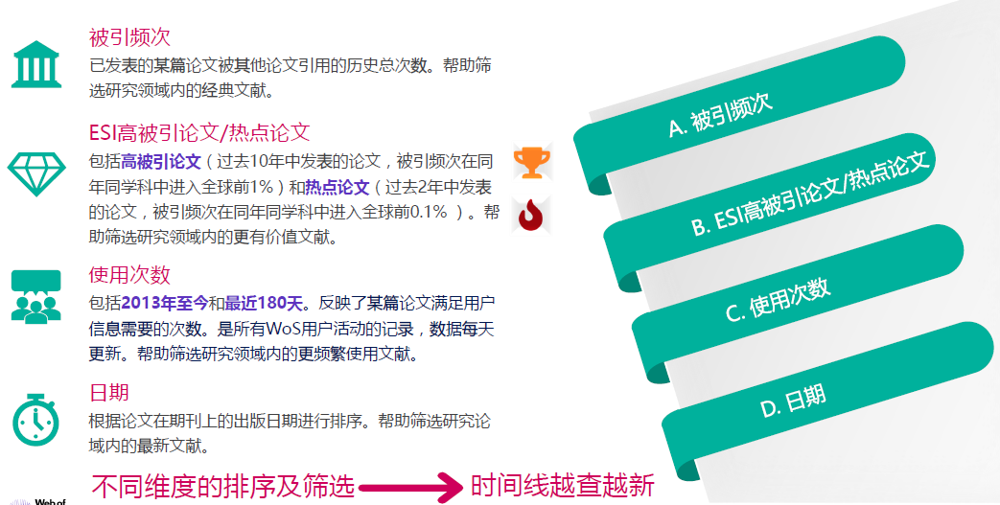 被引频次
已发表的某篇论文被其他论文引用的历史总次数。帮助筛
选研究领域内的经典文献。
ESI高被引论文/热点论文
包括高被引论文（过去10年中发表的论文，被引频次在同
年同学科中进入全球前1%）和热点论文（过去2年中发表
的论文，被引频次在同年同学科中进入全球前0.1% ）。帮
助筛选研究领域内的更有价值文献。
使用次数
包括2013年至今和最近180天。反映了某篇论文满足用户
信息需要的次数。是所有WoS用户活动的记录，数据每天
更新。帮助筛选研究领域内的更频繁使用文献。
日期
根据论文在期刊上的出版日期进行排序。帮助筛选研究论
域内的最新文献。
不同维度的排序及筛选
时间线越查越新
A. 被引频次
B. ESI高被引论文/热点论文
C. 使用次数
D. 日期
Web of